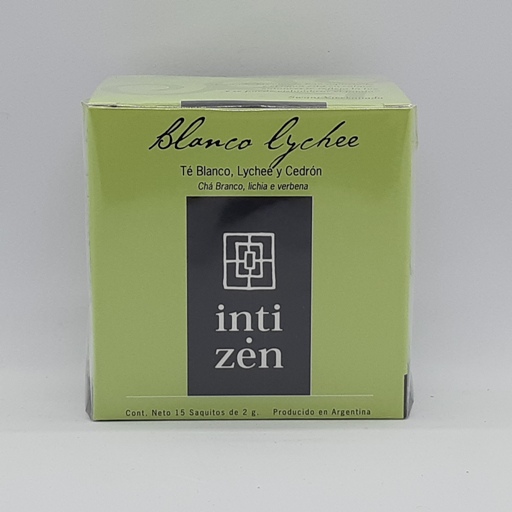 blanco lychee
Té Blanco, Lychee y Cedrón
Chá Branco, lichia e verbena
inti
zen
Cont. Neto 15 Saquitos de 2 g. Producido en Argentina